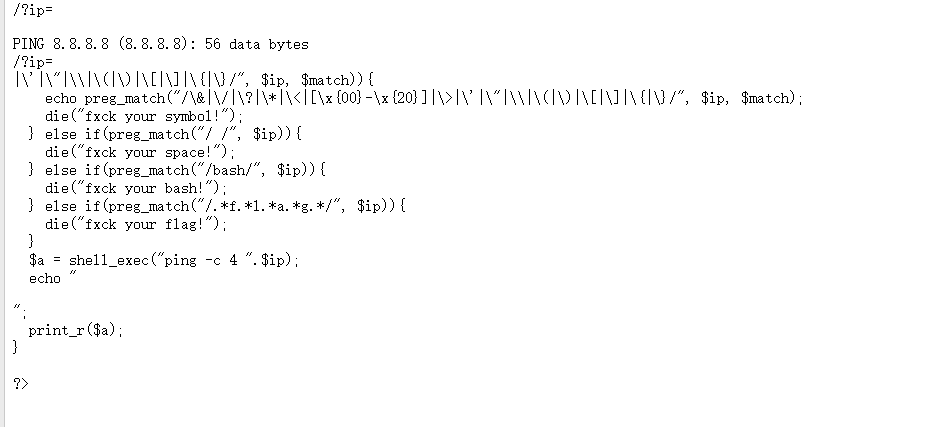 /?ip=
PING 8.8.8.8 (8.8.8.8): 56 data bytes
/?ip=
|\'|\"|\\|\(|\)|\[|\]|\{|\}/", $ip, $match)){
echo preg_match("/\&|\/|\?|\*|\<|[\x{00}-\x{20}]|\>|\'|\"|\\|\(|\)|\[|\]|\{|\}/", $ip, $match);
die("fxck your symbol!");
} else if(preg_match("/ /", $ip)){
die("fxck your space!");
} else if(preg_match("/bash/", $ip)){
die("fxck your bash!");
} else if(preg_match("/.*f.*l.*a.*g.*/", $ip)){
die("fxck your flag!");
}
$a = shell_exec("ping -c 4 ".$ip);
echo "
";
print_r($a);
}
?>